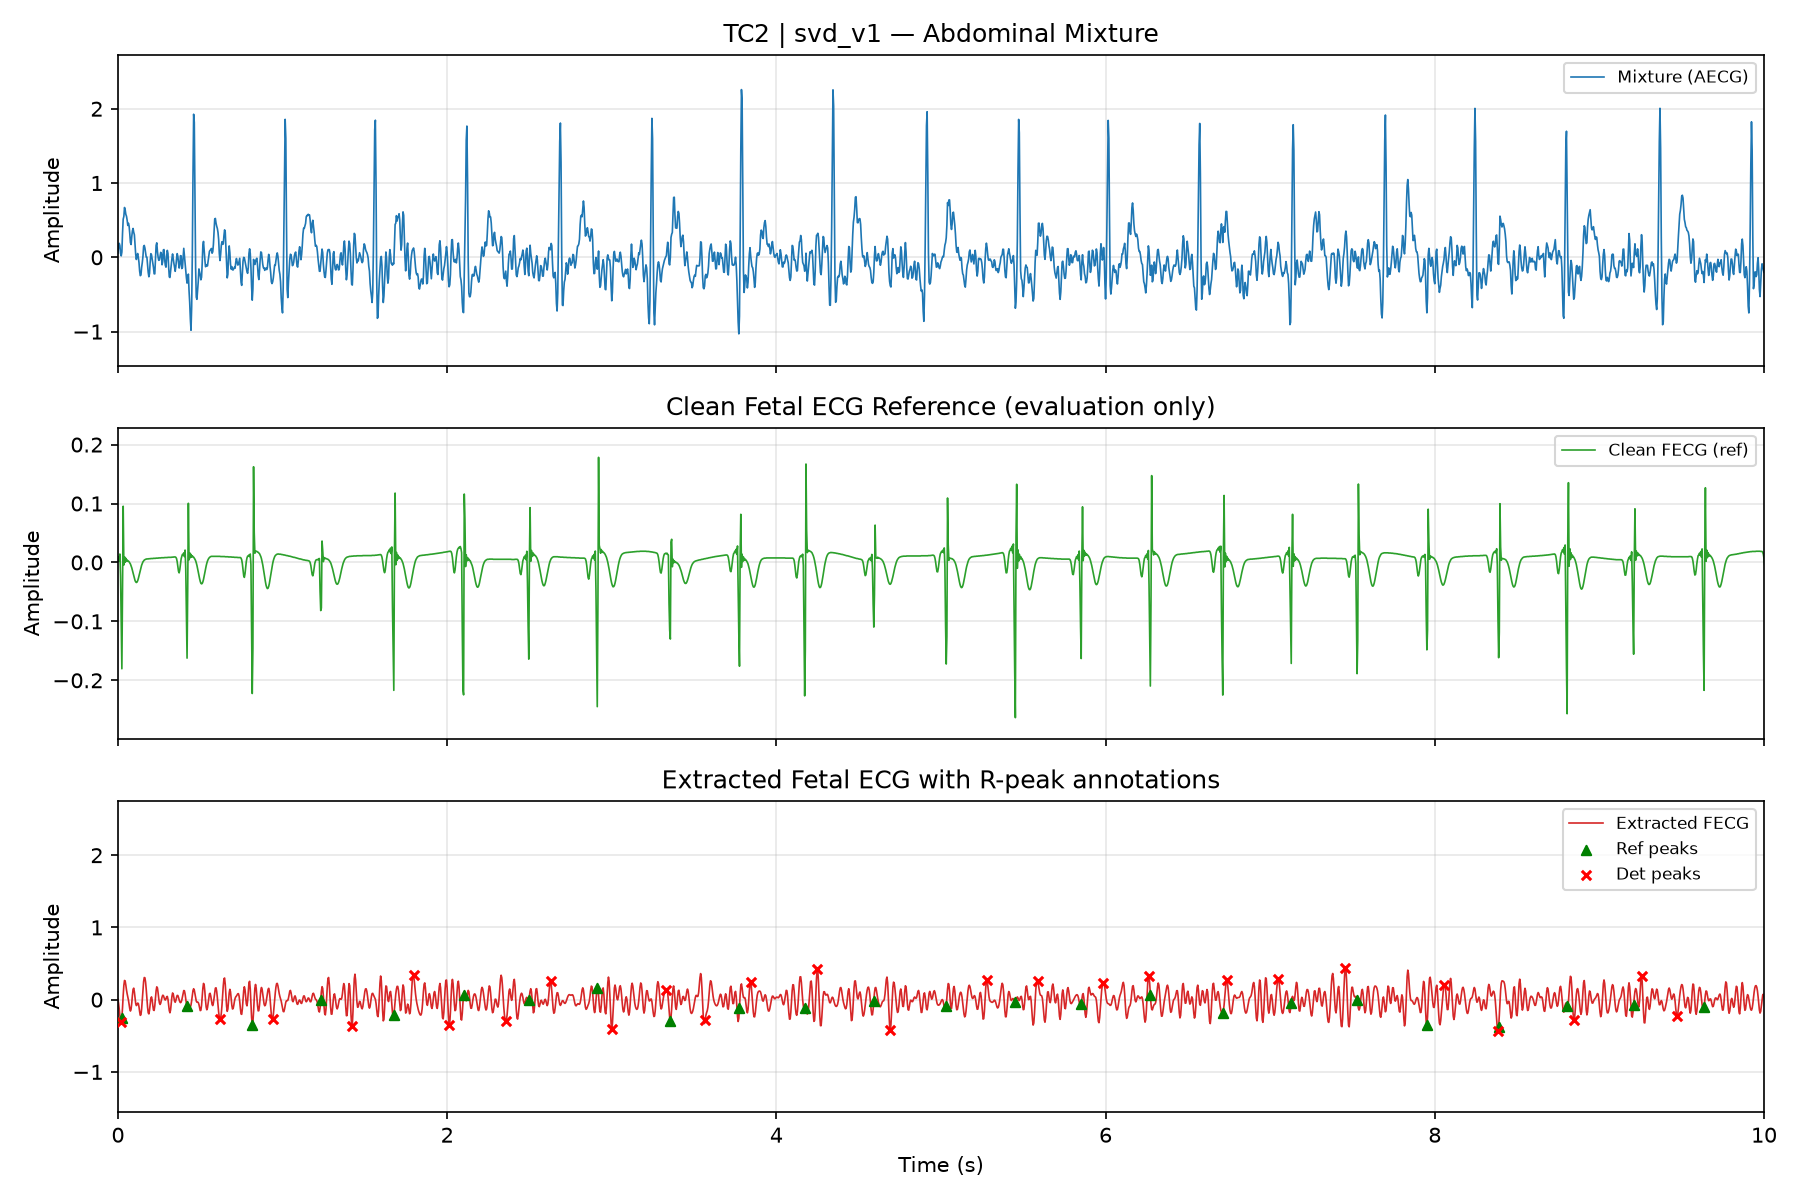 TC2 | svd_v1 — Abdominal Mixture
Mixture (AECG)
Amplitude
2
1
0
−1
Clean Fetal ECG Reference (evaluation only)
Clean FECG (ref)
Amplitude
0.2
0.1
0.0
−0.1
−0.2
Extracted Fetal ECG with R-peak annotations
Extracted FECG
Ref peaks
Det peaks
Amplitude
2
1
0
−1
0 2 4 6 8 10
Time (s)